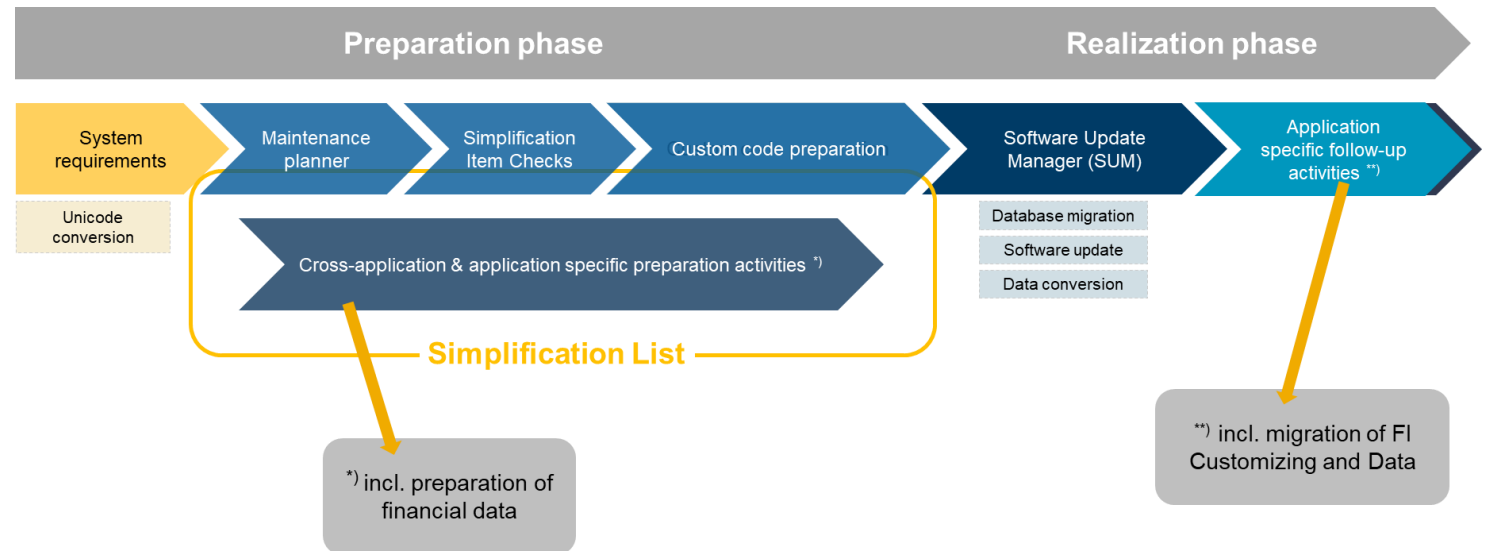 Preparation phase
Realization phase
System
requirements
Maintenance
planner
Simplification
Item Checks
Custom code preparation
Software Update
Manager (SUM)
Application
specific follow-up
activities **)
Unicode
conversion
Cross-application & application specific preparation activities *)
Database migration
Software update
Data conversion
Simplification List
*) incl. preparation of
financial data
**) incl. migration of FI
Customizing and Data